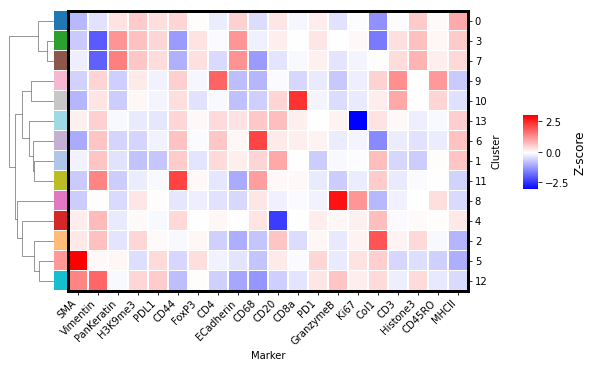 0
3
7
9
10
13
6
1
11
8
4
2
5
12
Cluster
SMA
Vimentin
PanKeratin
H3K9me3
PDL1
CD44
FoxP3
CD4
ECadherin
CD68
CD20
CD8a
PD1
GranzymeB
Ki67
Col1
CD3
Histone3
CD45RO
MHCII
Marker
2.5
0.0
−2.5
Z-score